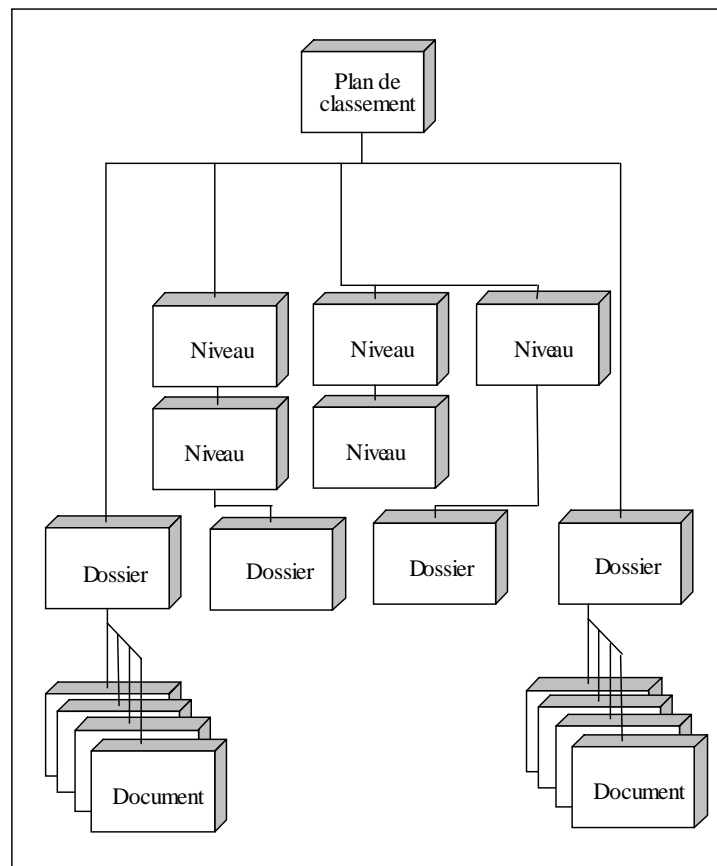 Plan de
classement
Niveau
Niveau
Niveau
Niveau
Niveau
Dossier
Dossier
Dossier
Dossier
Document
Document